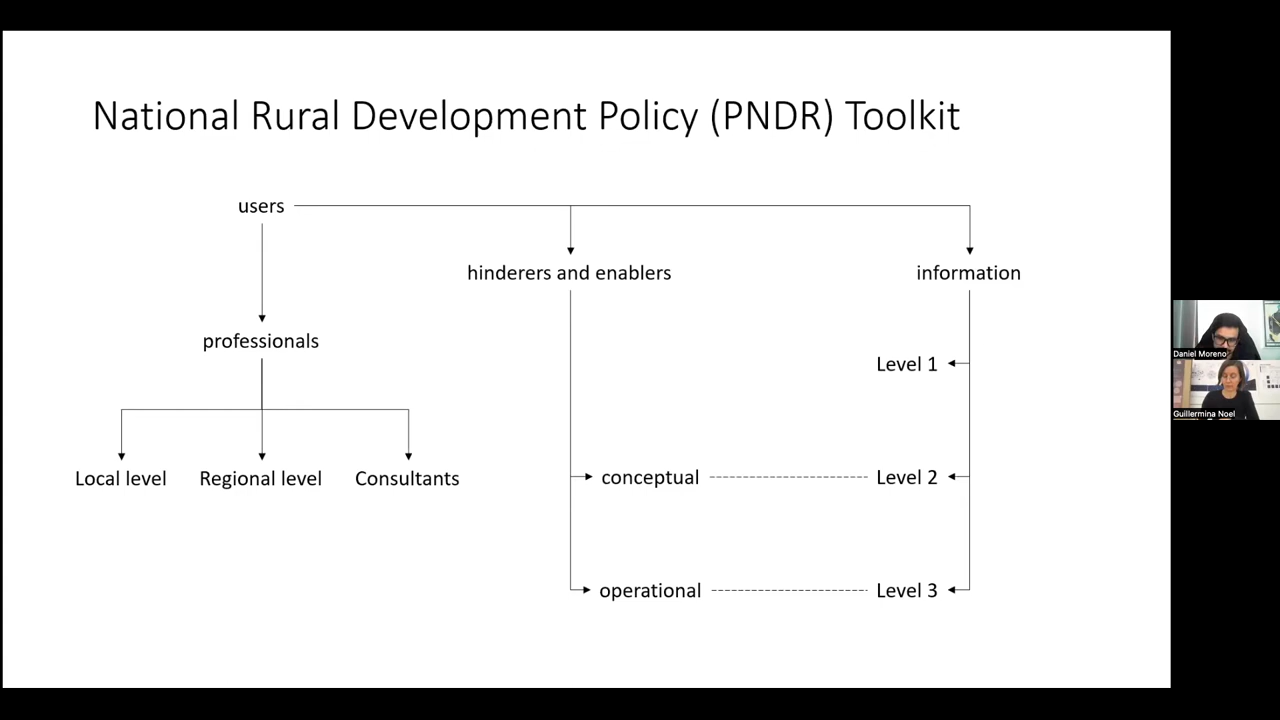 National Rural Development Policy (PNDR) Toolkit
users
hinderers and enablers
information
professionals
Level 1
Local level
Regional level
Consultants
conceptual
Level 2
operational
Level 3
Daniel Moreno
Guillermina Noel